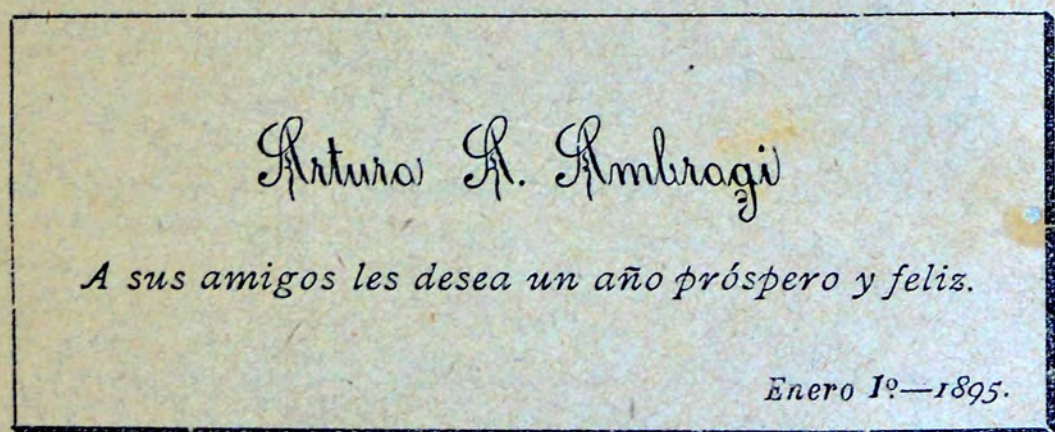 Arturo A. Ambrogi
A sus amigos les desea un año próspero y feliz.
Enero 1º—1895.